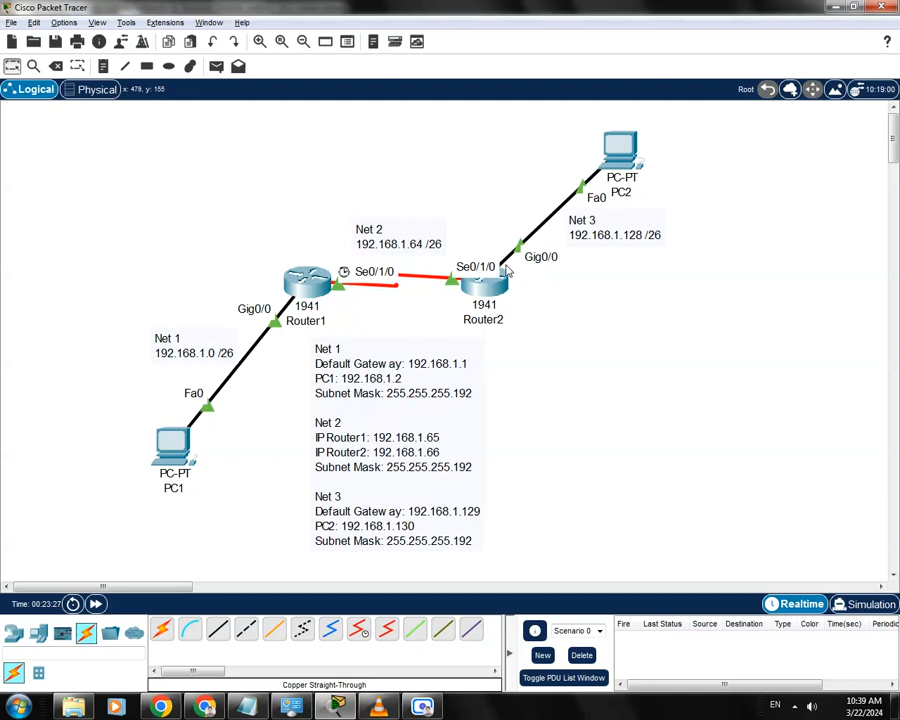 Cisco Packet Tracer
File Edit Options View Tools Extensions Window Help
?
Logical Physical x: 479, y: 155 Root 10:19:00
PC-PT
PC2
Fa0
Net 3
192.168.1.128 /26
Net 2
192.168.1.64 /26
Gig0/0
Se0/1/0
Se0/1/0
1941
Router2
1941
Router1
Gig0/0
Net 1
192.168.1.0 /26
Fa0
PC-PT
PC1
Net 1
Default Gateway: 192.168.1.1
PC1: 192.168.1.2
Subnet Mask: 255.255.255.192
Net 2
IP Router1: 192.168.1.65
IP Router2: 192.168.1.66
Subnet Mask: 255.255.255.192
Net 3
Default Gateway: 192.168.1.129
PC2: 192.168.1.130
Subnet Mask: 255.255.255.192
Time: 00:23:27 Realtime Simulation
Scenario 0
New Delete
Toggle PDU List Window
Fire Last Status Source Destination Type Color Time(sec) Periodic
Copper Straight-Through
EN 10:39 AM
3/22/2024